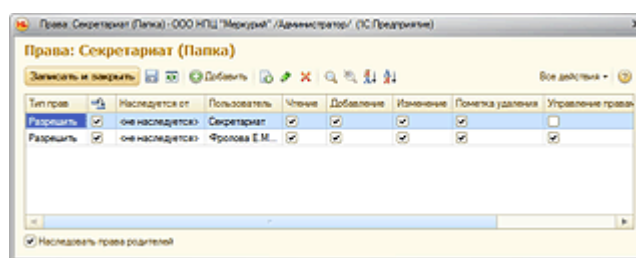 Права: Секретариат (Папка) - ООО НПЦ "Меркурий" /Администратор/ (1С:Предприятие)
Права: Секретариат (Папка)
Записать и закрыть Добавить Все действия
Тип прав Наследуется от Пользователь Чтение Добавление Изменение Пометка удаления Управление правам
Разрешить <не наследуется> Секретариат
Разрешить <не наследуется> Фролова Е.М...
Наследовать права родителей